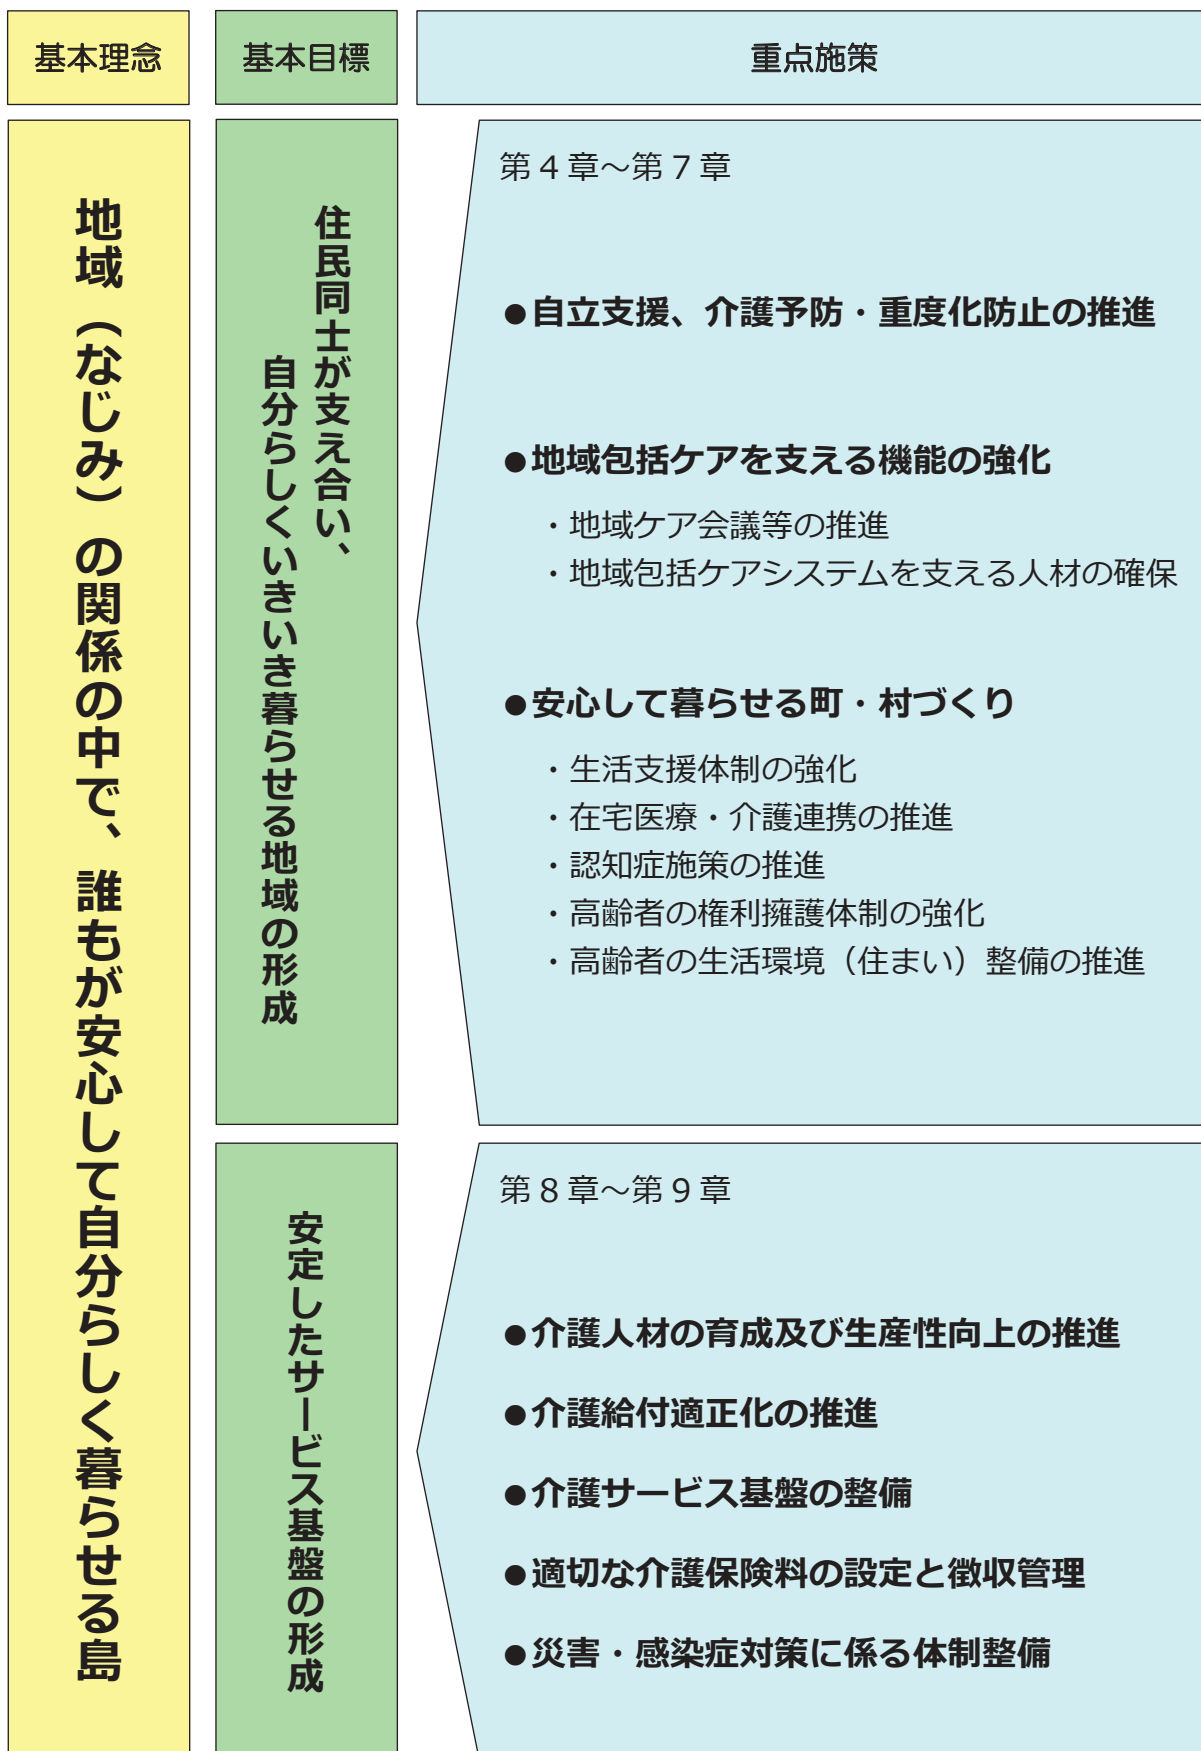 基本理念
基本目標
重点施策
地域（なじみ）の関係の中で、誰もが安心して自分らしく暮らせる島
住民同士が支え合い、
自分らしくいきいき暮らせる地域の形成
第４章～第７章
●自立支援、介護予防・重度化防止の推進
●地域包括ケアを支える機能の強化
・地域ケア会議等の推進
・地域包括ケアシステムを支える人材の確保
●安心して暮らせる町・村づくり
・生活支援体制の強化
・在宅医療・介護連携の推進
・認知症施策の推進
・高齢者の権利擁護体制の強化
・高齢者の生活環境（住まい）整備の推進
安定したサービス基盤の形成
第８章～第９章
●介護人材の育成及び生産性向上の推進
●介護給付適正化の推進
●介護サービス基盤の整備
●適切な介護保険料の設定と徴収管理
●災害・感染症対策に係る体制整備